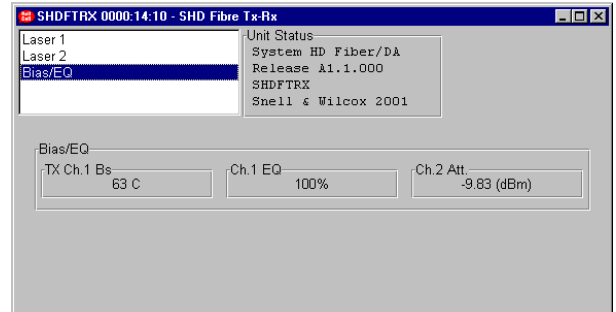 SHDFTRX 0000:14:10 - SHD Fibre Tx-Rx
Laser 1
Laser 2
Bias/EQ
Unit Status
System HD Fiber/DA
Release A1.1.000
SHDFTRX
Snell & Wilcox 2001
Bias/EQ
TX Ch.1 Bs
63 C
Ch.1 EQ
100%
Ch.2 Att.
-9.83 (dBm)